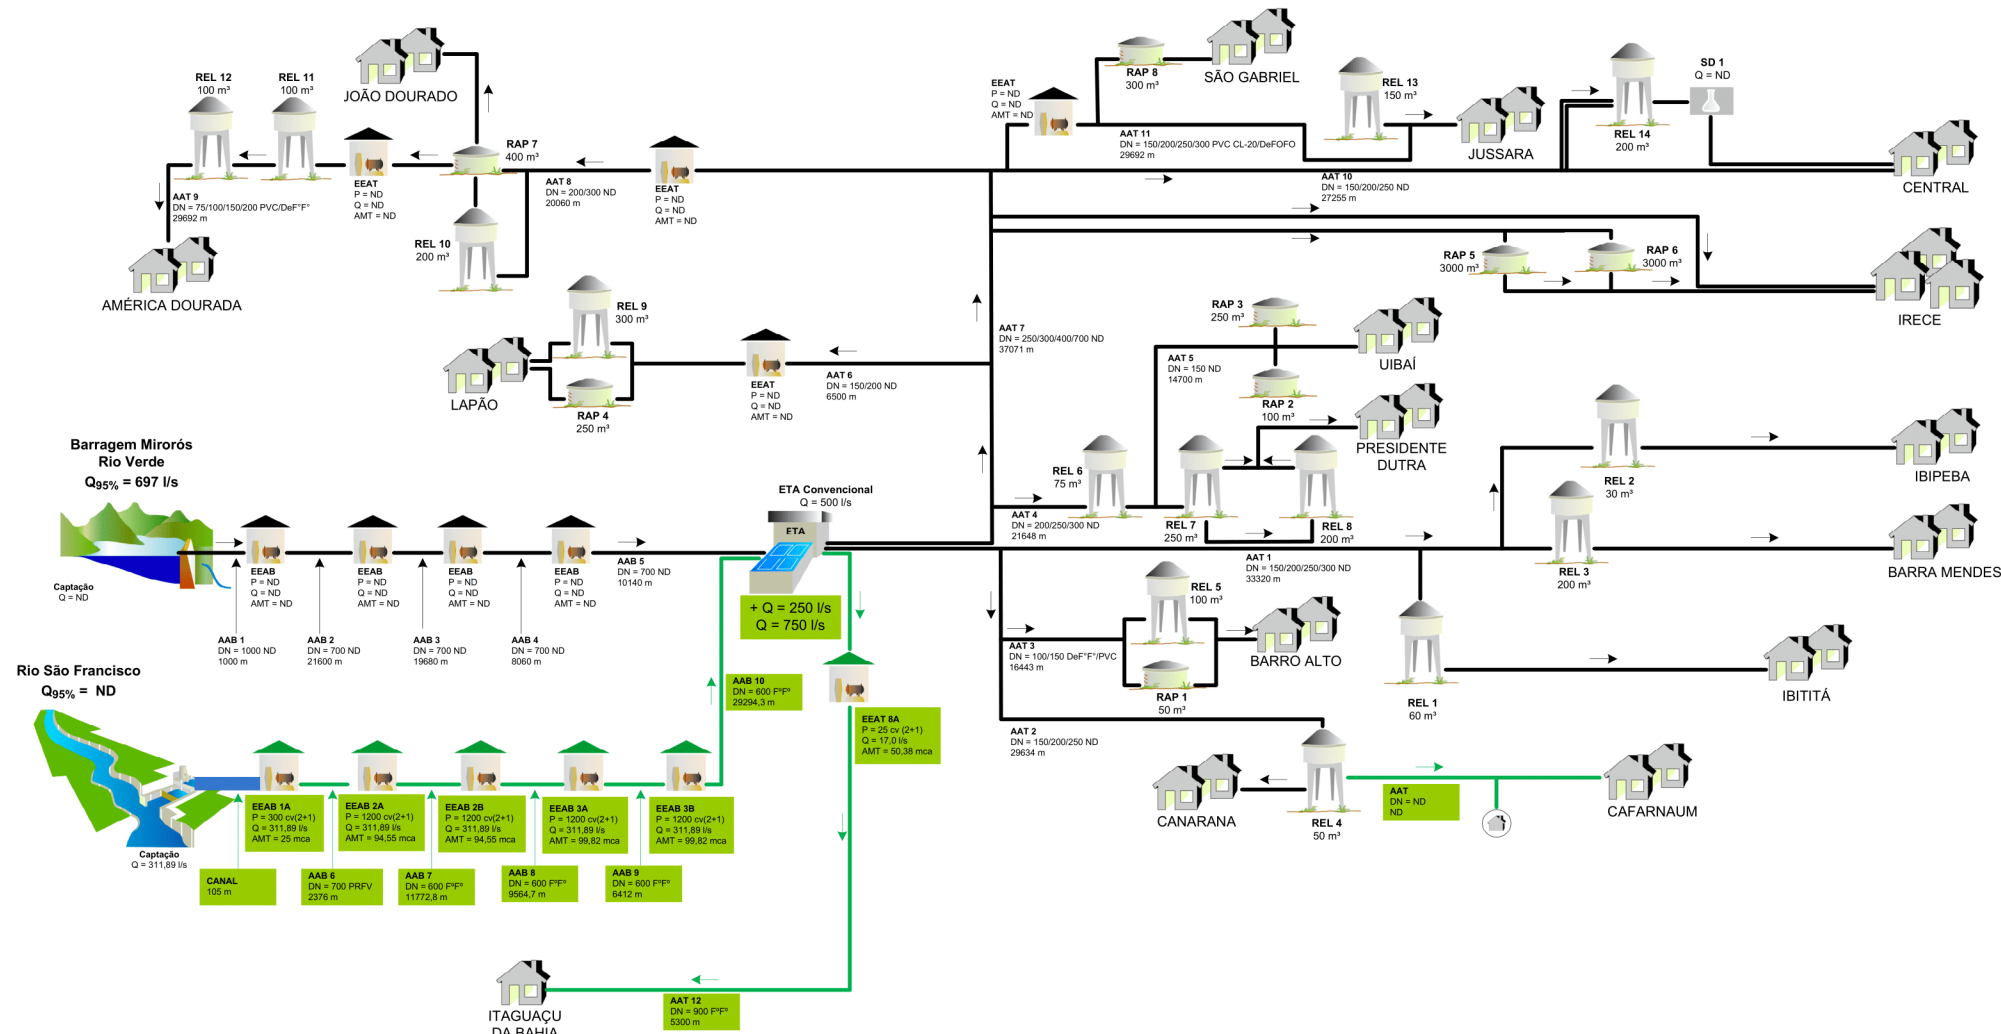 REL 12
100 m³
REL 11
100 m³
JOÃO DOURADO
EEAT
P = ND
Q = ND
AMT = ND
RAP 7
400 m³
AAT 9
DN = 75/100/150/200 PVC/DeF°F°
29692 m
AMÉRICA DOURADA
REL 10
200 m³
AAT 8
DN = 200/300 ND
20060 m
EEAT
P = ND
Q = ND
AMT = ND
EEAT
P = ND
Q = ND
AMT = ND
RAP 8
300 m³
SÃO GABRIEL
REL 13
150 m³
JUSSARA
AAT 11
DN = 150/200/250/300 PVC CL-20/DeFOFO
29692 m
REL 14
200 m³
SD 1
Q = ND
CENTRAL
AAT 10
DN = 150/200/250 ND
27255 m
RAP 5
3000 m³
RAP 6
3000 m³
IRECE
REL 9
300 m³
LAPÃO
RAP 4
250 m³
EEAT
P = ND
Q = ND
AMT = ND
AAT 6
DN = 150/200 ND
6500 m
AAT 7
DN = 250/300/400/700 ND
37071 m
RAP 3
250 m³
UIBAÍ
AAT 5
DN = 150 ND
14700 m
RAP 2
100 m³
PRESIDENTE
DUTRA
REL 6
75 m³
REL 7
250 m³
REL 8
200 m³
AAT 4
DN = 200/250/300 ND
21648 m
REL 2
30 m³
IBIPEBA
REL 3
200 m³
BARRA MENDES
AAT 1
DN = 150/200/250/300 ND
33320 m
Barragem Mirorós
Rio Verde
Q95% = 697 l/s
Captação
Q = ND
EEAB
P = ND
Q = ND
AMT = ND
EEAB
P = ND
Q = ND
AMT = ND
EEAB
P = ND
Q = ND
AMT = ND
EEAB
P = ND
Q = ND
AMT = ND
AAB 1
DN = 1000 ND
1000 m
AAB 2
DN = 700 ND
21600 m
AAB 3
DN = 700 ND
19680 m
AAB 4
DN = 700 ND
8060 m
AAB 5
DN = 700 ND
10140 m
ETA Convencional
Q = 500 l/s
ETA
+ Q = 250 l/s
Q = 750 l/s
REL 5
100 m³
AAT 3
DN = 100/150 DeF°F°/PVC
16443 m
RAP 1
50 m³
BARRO ALTO
REL 1
60 m³
IBITITÁ
AAT 2
DN = 150/200/250 ND
29634 m
CANARANA
REL 4
50 m³
AAT
DN = ND
ND
CAFARNAUM
Rio São Francisco
Q95% = ND
Captação
Q = 311,89 l/s
EEAB 1A
P = 300 cv(2+1)
Q = 311,89 l/s
AMT = 25 mca
EEAB 2A
P = 1200 cv(2+1)
Q = 311,89 l/s
AMT = 94,55 mca
EEAB 2B
P = 1200 cv(2+1)
Q = 311,89 l/s
AMT = 94,55 mca
EEAB 3A
P = 1200 cv(2+1)
Q = 311,89 l/s
AMT = 99,82 mca
EEAB 3B
P = 1200 cv(2+1)
Q = 311,89 l/s
AMT = 99,82 mca
CANAL
105 m
AAB 6
DN = 700 PRFV
2376 m
AAB 7
DN = 600 FºFº
11772,8 m
AAB 8
DN = 600 FºFº
9564,7 m
AAB 9
DN = 600 FºFº
6412 m
AAB 10
DN = 600 FºFº
29294,3 m
EEAT 8A
P = 25 cv (2+1)
Q = 17,0 l/s
AMT = 50,38 mca
AAT 12
DN = 900 FºFº
5300 m
ITAGUAÇU
DA BAHIA